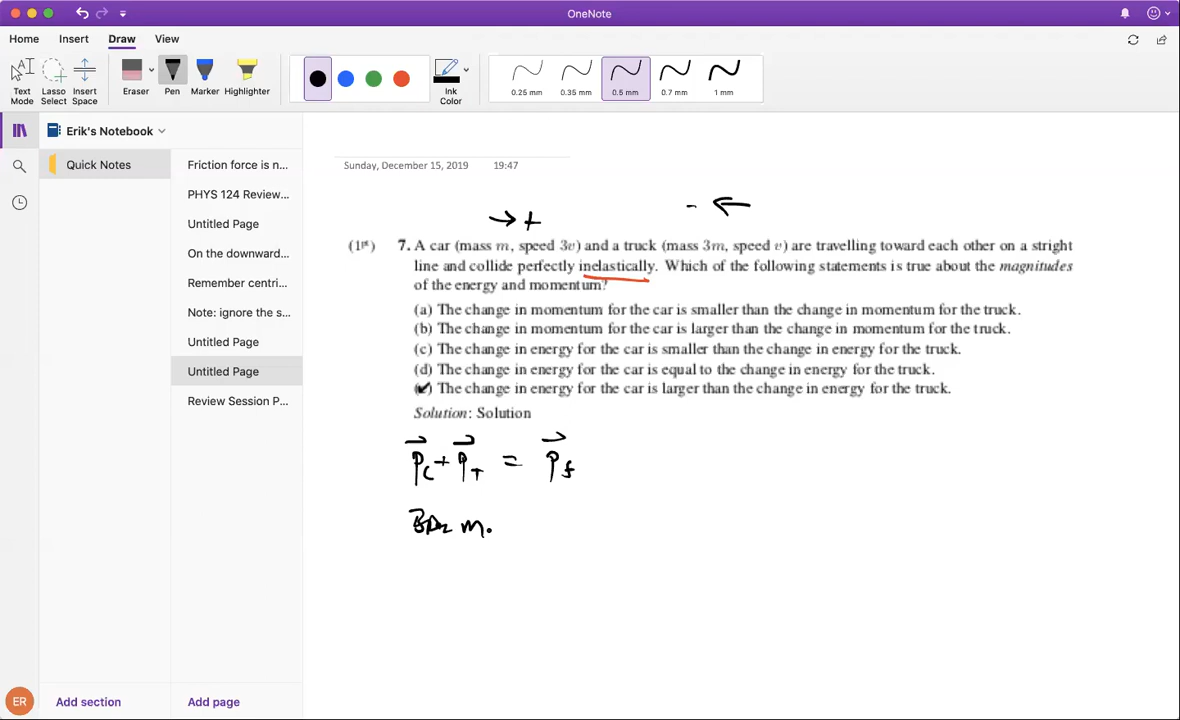 OneNote
Home Insert Draw View
Text Mode Lasso Select Insert Space Eraser Pen Marker Highlighter Ink Color 0.25 mm 0.35 mm 0.5 mm 0.7 mm 1 mm
Erik's Notebook
Quick Notes
Friction force is n...
PHYS 124 Review...
Untitled Page
On the downward...
Remember centri...
Note: ignore the s...
Untitled Page
Untitled Page
Review Session P...
Sunday, December 15, 2019 19:47
→ + - ←
(1pt) 7. A car (mass m, speed 3v) and a truck (mass 3m, speed v) are travelling toward each other on a stright
line and collide perfectly inelastically. Which of the following statements is true about the magnitudes
of the energy and momentum?
(a) The change in momentum for the car is smaller than the change in momentum for the truck.
(b) The change in momentum for the car is larger than the change in momentum for the truck.
(c) The change in energy for the car is smaller than the change in energy for the truck.
(d) The change in energy for the car is equal to the change in energy for the truck.
(✓) The change in energy for the car is larger than the change in energy for the truck.
Solution: Solution
p⃗c + p⃗T = p⃗f
m.
ER Add section Add page